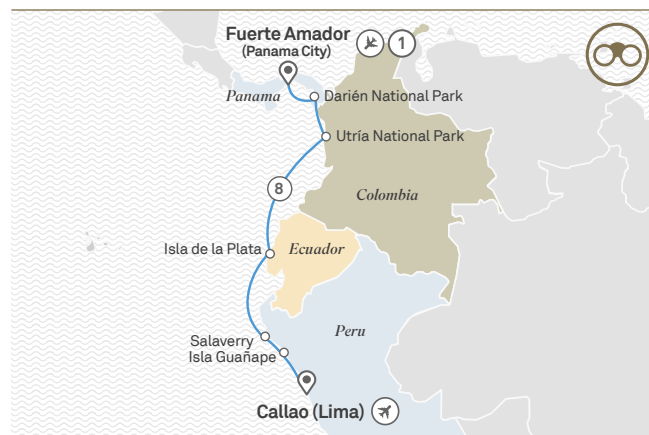 Fuerte Amador
1
(Panama City)
Panama
Darién National Park
Utría National Park
8
Colombia
Isla de la Plata
Ecuador
Peru
Salaverry
Isla Guañape
Callao (Lima)